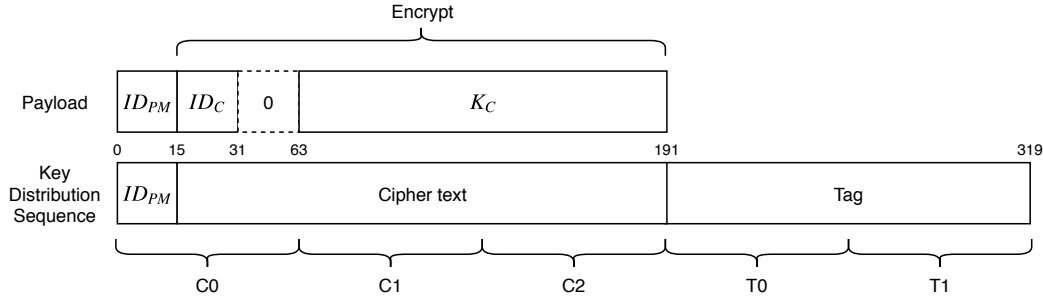 Encrypt
Payload
ID_PM
ID_C
0
K_C
0 15 31 63 191 319
Key
Distribution
Sequence
ID_PM
Cipher text
Tag
C0 C1 C2 T0 T1